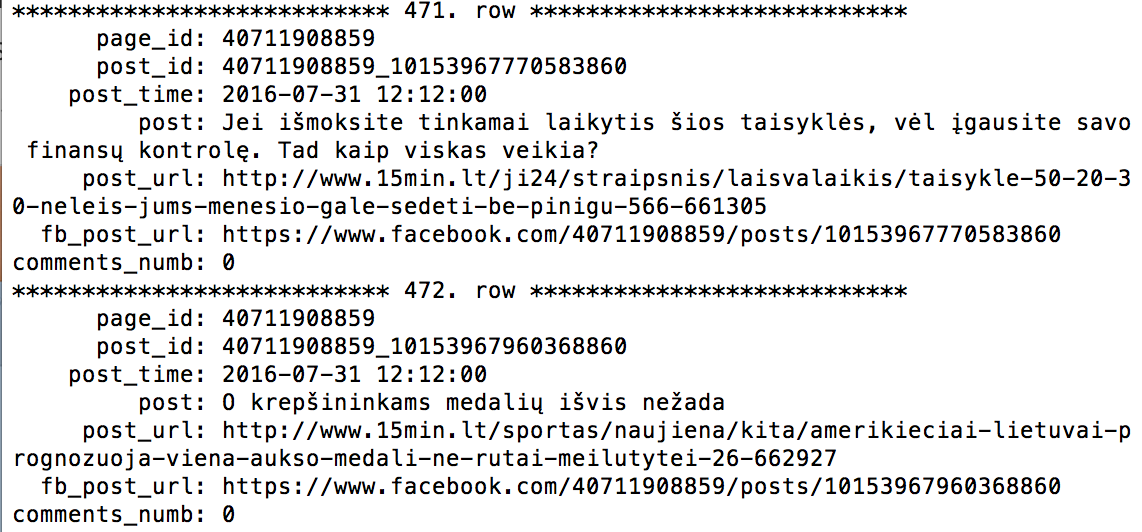 *************************** 471. row ***************************
page_id: 40711908859
post_id: 40711908859_10153967770583860
post_time: 2016-07-31 12:12:00
post: Jei išmoksite tinkamai laikytis šios taisyklės, vėl įgausite savo
finansų kontrolę. Tad kaip viskas veikia?
post_url: http://www.15min.lt/ji24/straipsnis/laisvalaikis/taisykle-50-20-3
0-neleis-jums-menesio-gale-sedeti-be-pinigu-566-661305
fb_post_url: https://www.facebook.com/40711908859/posts/10153967770583860
comments_numb: 0
*************************** 472. row ***************************
page_id: 40711908859
post_id: 40711908859_10153967960368860
post_time: 2016-07-31 12:12:00
post: O krepšininkams medalių išvis nežada
post_url: http://www.15min.lt/sportas/naujiena/kita/amerikieciai-lietuvai-p
rognozuoja-viena-aukso-medali-ne-rutai-meilutytei-26-662927
fb_post_url: https://www.facebook.com/40711908859/posts/10153967960368860
comments_numb: 0